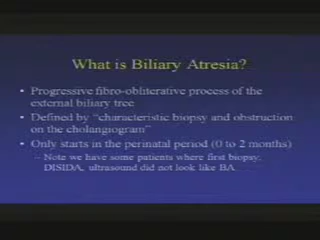 What is Biliary Atresia?
• Progressive fibro-obliterative process of the
external biliary tree
• Defined by "characteristic biopsy and obstruction
on the cholangiogram"
• Only starts in the perinatal period (0 to 2 months)
– Note we have some patients where first biopsy,
DISIDA, ultrasound did not look like BA